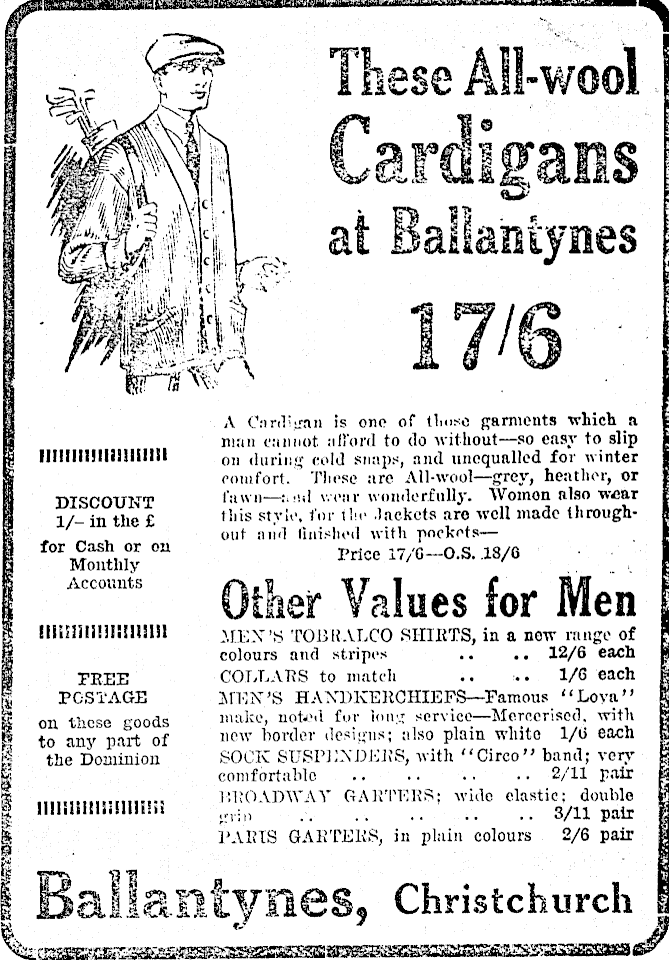 These All-wool
Cardigans
at Ballantynes
17/6
A Cardigan is one of those garments which a
man cannot afford to do without—so easy to slip
on during cold snaps, and unequalled for winter
comfort. These are All-wool—grey, heather, or
fawn—and wear wonderfully. Women also wear
this style, for the Jackets are well made through-
out and finished with pockets—
Price 17/6—O.S. 18/6
DISCOUNT
1/- in the £
for Cash or on
Monthly
Accounts
FREE
POSTAGE
on these goods
to any part of
the Dominion
Other Values for Men
MEN'S TOBRALCO SHIRTS, in a new range of
colours and stripes .. .. 12/6 each
COLLARS to match .. .. 1/6 each
MEN'S HANDKERCHIEFS—Famous "Loya"
make, noted for long service—Mercerised, with
new border designs; also plain white 1/6 each
SOCK SUSPENDERS, with "Circo" band; very
comfortable .. .. .. .. 2/11 pair
BROADWAY GARTERS; wide elastic; double
grip .. .. .. .. .. 3/11 pair
PARIS GARTERS, in plain colours 2/6 pair
Ballantynes, Christchurch